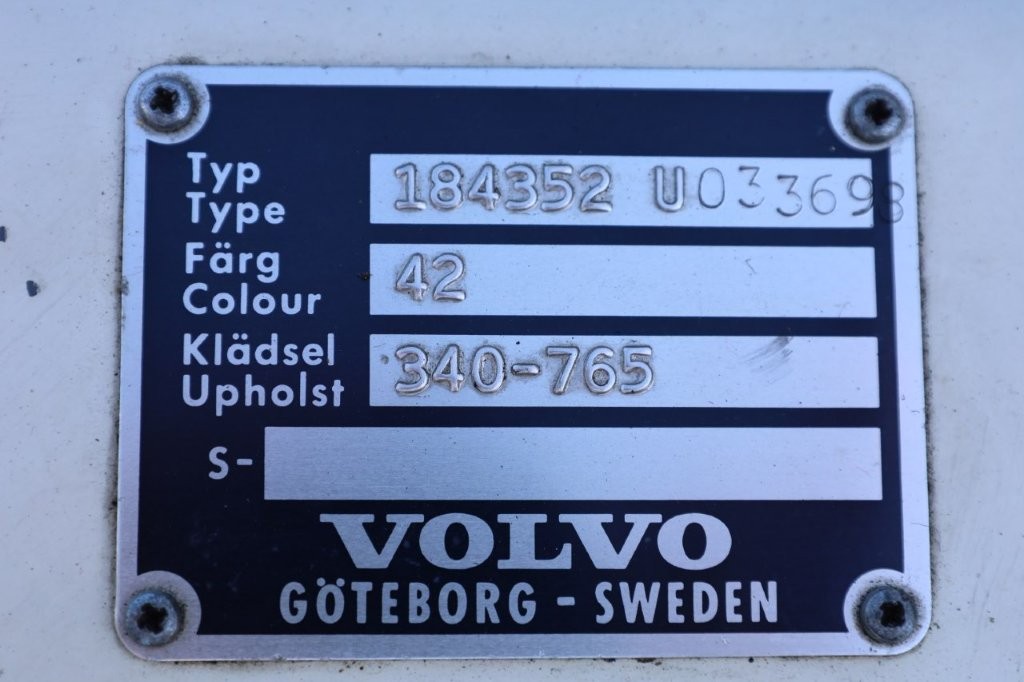 Typ
Type 184352 U033698
Färg
Colour 42
Klädsel
Upholst 340-765
S-
VOLVO
GÖTEBORG - SWEDEN